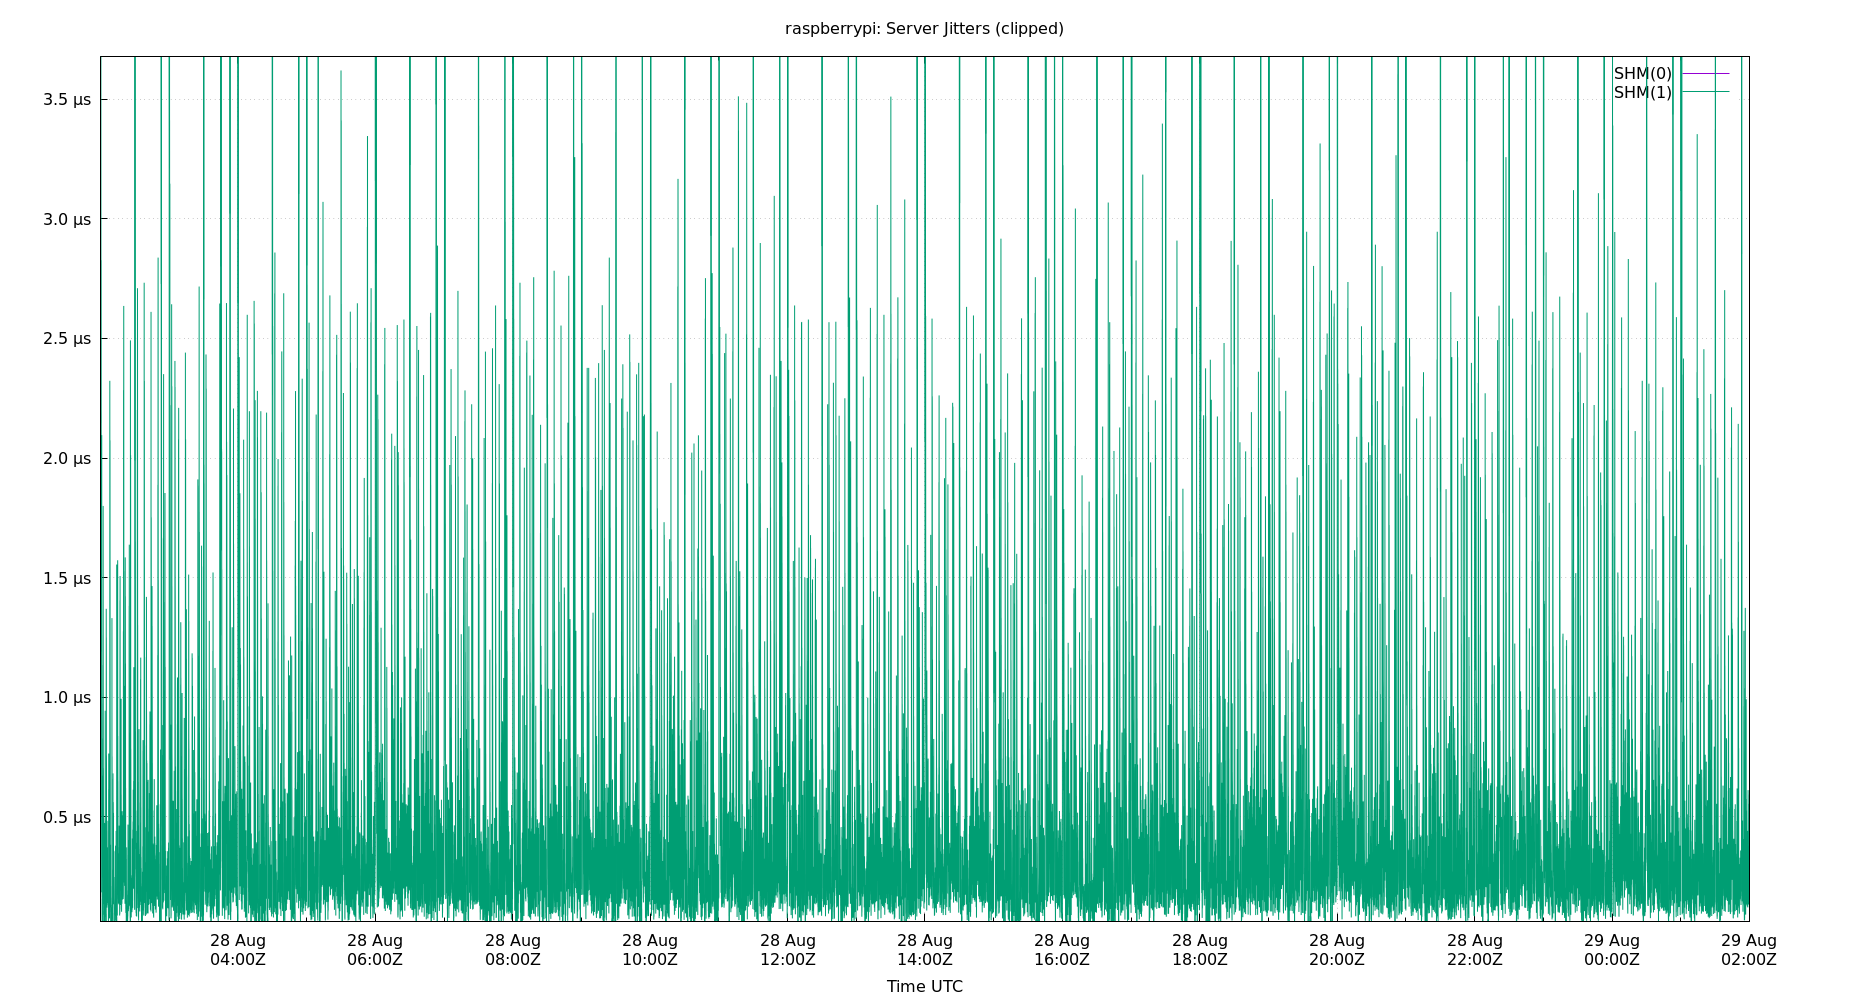 raspberrypi: Server Jitters (clipped)
SHM(0)
SHM(1)
3.5 µs
3.0 µs
2.5 µs
2.0 µs
1.5 µs
1.0 µs
0.5 µs
28 Aug 28 Aug 28 Aug 28 Aug 28 Aug 28 Aug 28 Aug 28 Aug 28 Aug 28 Aug 29 Aug 29 Aug
04:00Z 06:00Z 08:00Z 10:00Z 12:00Z 14:00Z 16:00Z 18:00Z 20:00Z 22:00Z 00:00Z 02:00Z
Time UTC